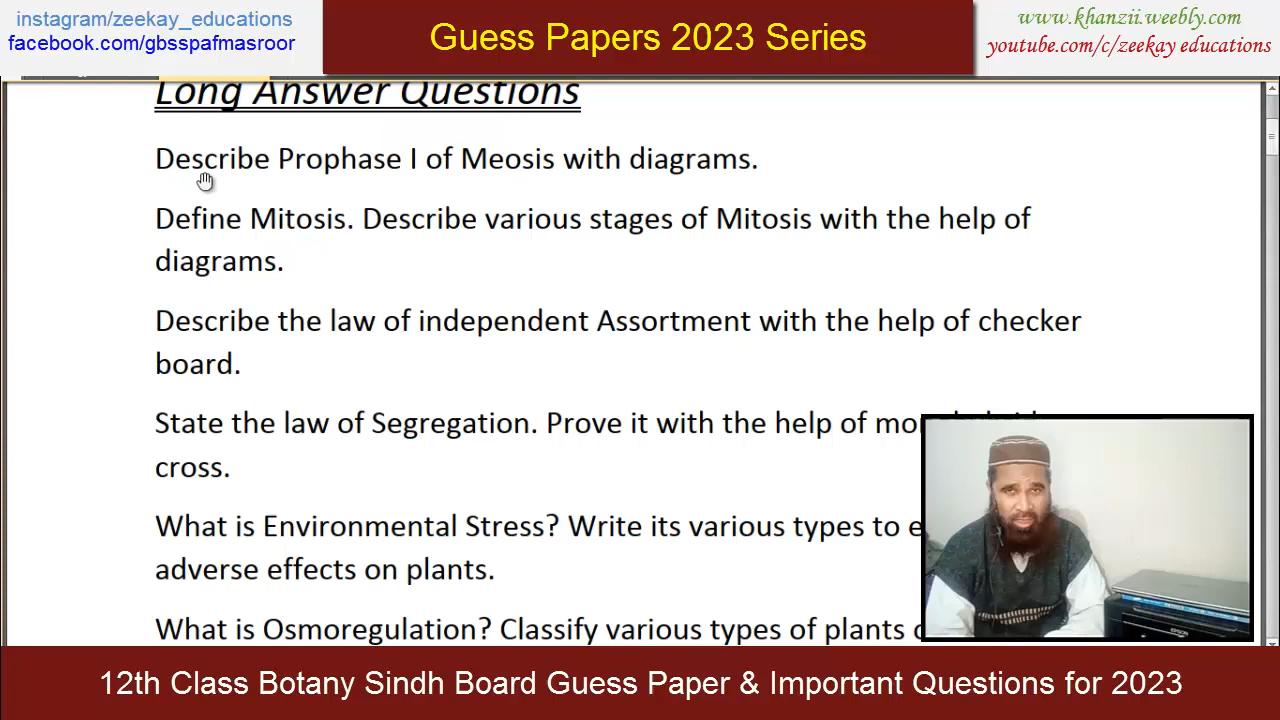 instagram/zeekay_educations
facebook.com/gbsspafmasroor
Guess Papers 2023 Series
www.khanzii.weebly.com
youtube.com/c/zeekay educations
Long Answer Questions
Describe Prophase I of Meosis with diagrams.
Define Mitosis. Describe various stages of Mitosis with the help of
diagrams.
Describe the law of independent Assortment with the help of checker
board.
State the law of Segregation. Prove it with the help of
cross.
What is Environmental Stress? Write its various types to
adverse effects on plants.
What is Osmoregulation? Classify various types of plants
EPSON
12th Class Botany Sindh Board Guess Paper & Important Questions for 2023